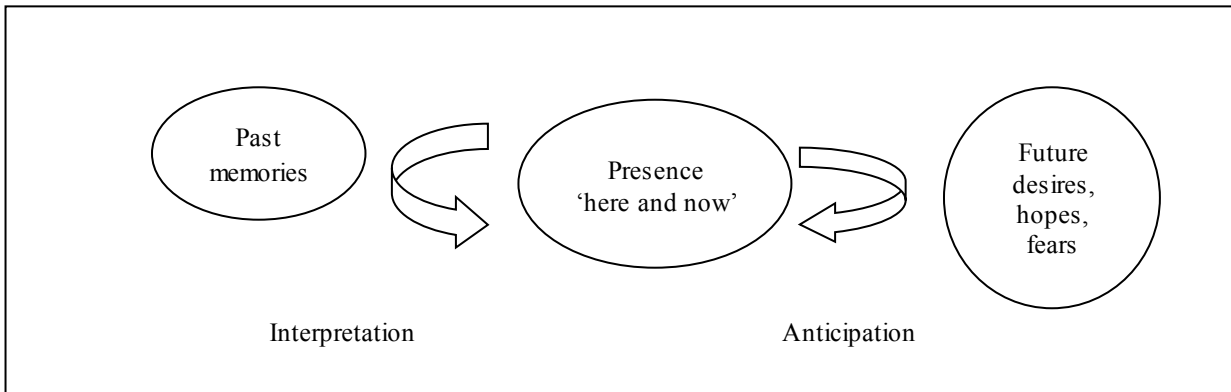 Past
memories
Presence
‘here and now’
Future
desires,
hopes,
fears
Interpretation
Anticipation